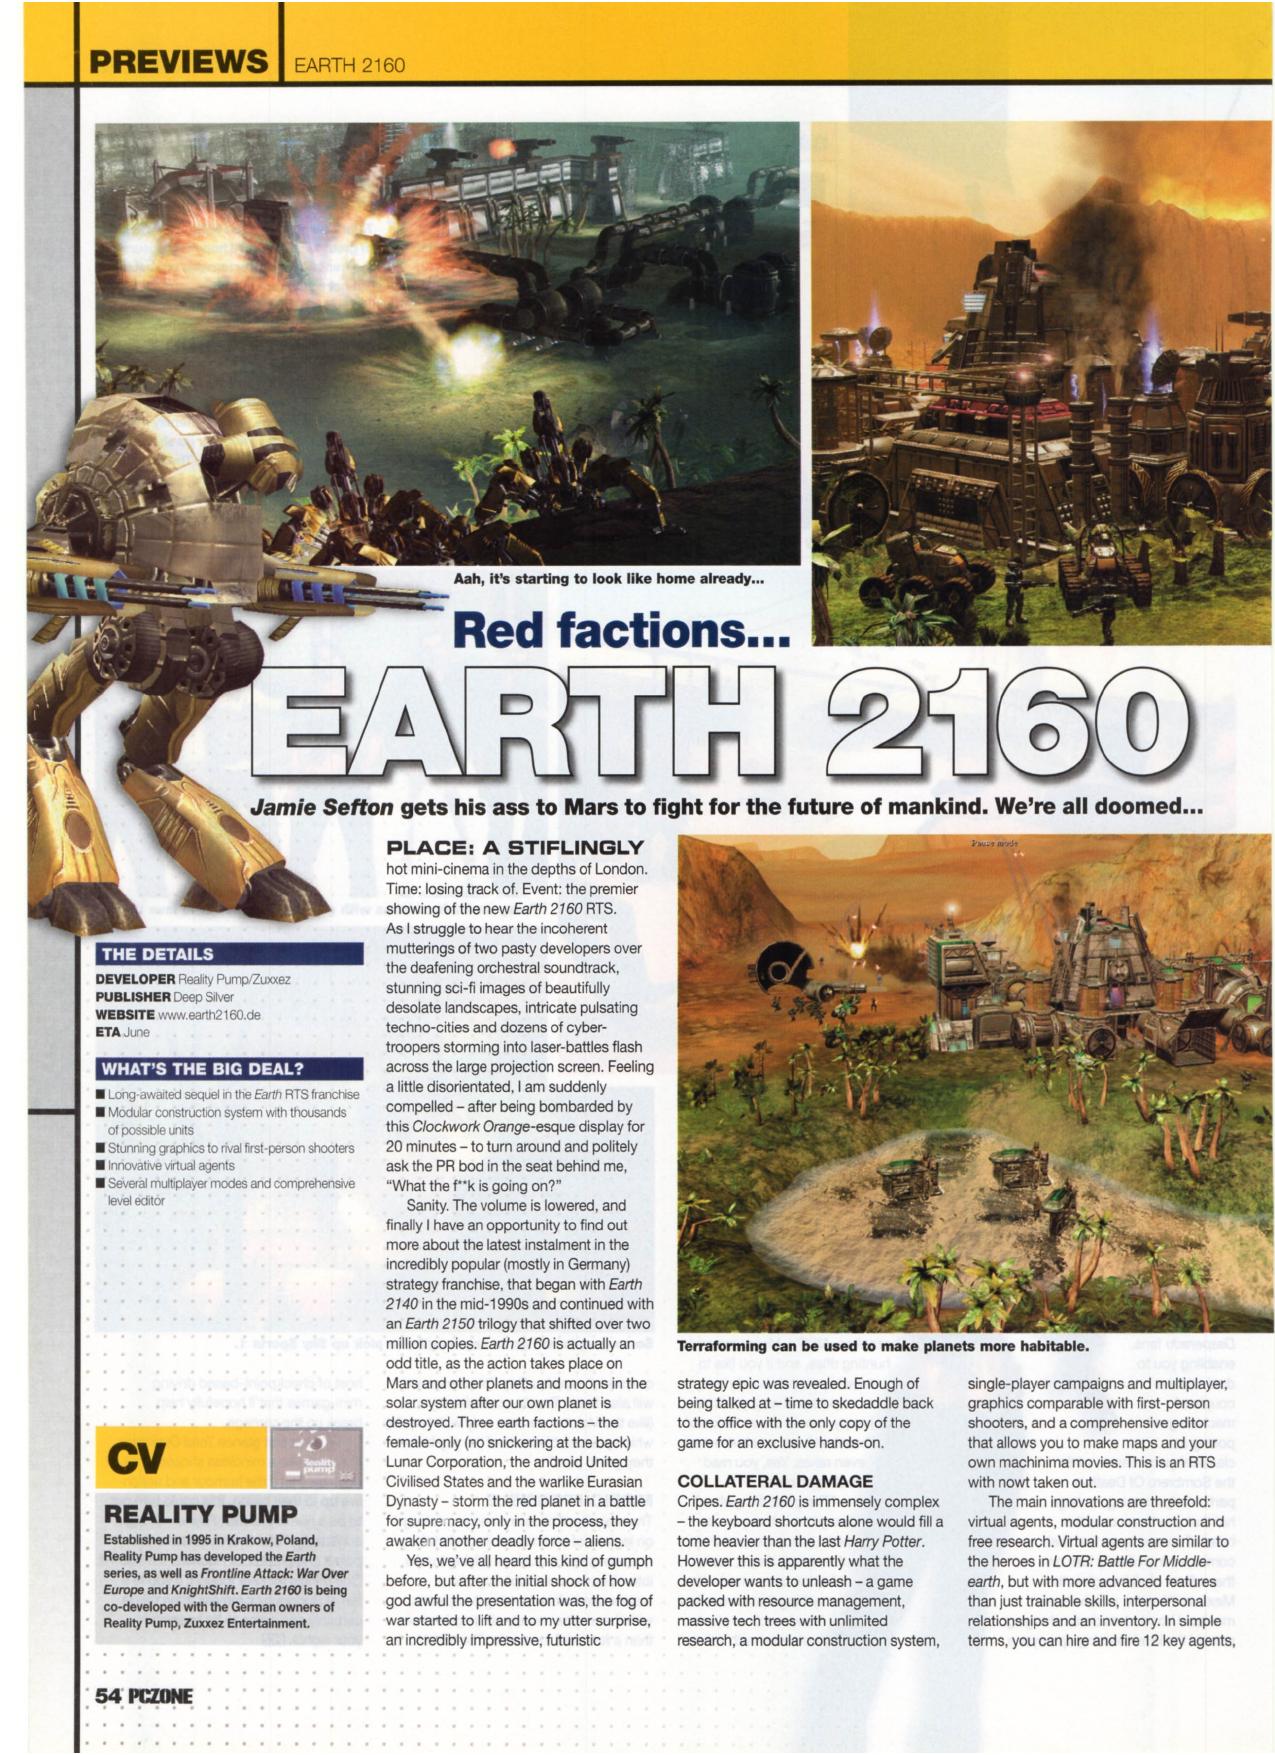 PREVIEWS EARTH 2160
Aah, it's starting to look like home already...
Red factions...
EARTH 2160
Jamie Sefton gets his ass to Mars to fight for the future of mankind. We're all doomed...
THE DETAILS
DEVELOPER Reality Pump/Zuxxez
PUBLISHER Deep Silver
WEBSITE www.earth2160.de
ETA June
WHAT'S THE BIG DEAL?
■ Long-awaited sequel in the Earth RTS franchise
■ Modular construction system with thousands
of possible units
■ Stunning graphics to rival first-person shooters
■ Innovative virtual agents
■ Several multiplayer modes and comprehensive
level editor
CV
Reality
pump
REALITY PUMP
Established in 1995 in Krakow, Poland,
Reality Pump has developed the Earth
series, as well as Frontline Attack: War Over
Europe and KnightShift. Earth 2160 is being
co-developed with the German owners of
Reality Pump, Zuxxez Entertainment.
PLACE: A STIFLINGLY
hot mini-cinema in the depths of London.
Time: losing track of. Event: the premier
showing of the new Earth 2160 RTS.
As I struggle to hear the incoherent
mutterings of two pasty developers over
the deafening orchestral soundtrack,
stunning sci-fi images of beautifully
desolate landscapes, intricate pulsating
techno-cities and dozens of cyber-
troopers storming into laser-battles flash
across the large projection screen. Feeling
a little disorientated, I am suddenly
compelled – after being bombarded by
this Clockwork Orange-esque display for
20 minutes – to turn around and politely
ask the PR bod in the seat behind me,
"What the f**k is going on?"
Sanity. The volume is lowered, and
finally I have an opportunity to find out
more about the latest instalment in the
incredibly popular (mostly in Germany)
strategy franchise, that began with Earth
2140 in the mid-1990s and continued with
an Earth 2150 trilogy that shifted over two
million copies. Earth 2160 is actually an
odd title, as the action takes place on
Mars and other planets and moons in the
solar system after our own planet is
destroyed. Three earth factions – the
female-only (no snickering at the back)
Lunar Corporation, the android United
Civilised States and the warlike Eurasian
Dynasty – storm the red planet in a battle
for supremacy, only in the process, they
awaken another deadly force – aliens.
Yes, we've all heard this kind of gumph
before, but after the initial shock of how
god awful the presentation was, the fog of
war started to lift and to my utter surprise,
an incredibly impressive, futuristic
Pause mode
Terraforming can be used to make planets more habitable.
strategy epic was revealed. Enough of
being talked at – time to skedaddle back
to the office with the only copy of the
game for an exclusive hands-on.
COLLATERAL DAMAGE
Cripes. Earth 2160 is immensely complex
– the keyboard shortcuts alone would fill a
tome heavier than the last Harry Potter.
However this is apparently what the
developer wants to unleash – a game
packed with resource management,
massive tech trees with unlimited
research, a modular construction system,
single-player campaigns and multiplayer,
graphics comparable with first-person
shooters, and a comprehensive editor
that allows you to make maps and your
own machinima movies. This is an RTS
with nowt taken out.
The main innovations are threefold:
virtual agents, modular construction and
free research. Virtual agents are similar to
the heroes in LOTR: Battle For Middle-
earth, but with more advanced features
than just trainable skills, interpersonal
relationships and an inventory. In simple
terms, you can hire and fire 12 key agents,
54 PCZONE